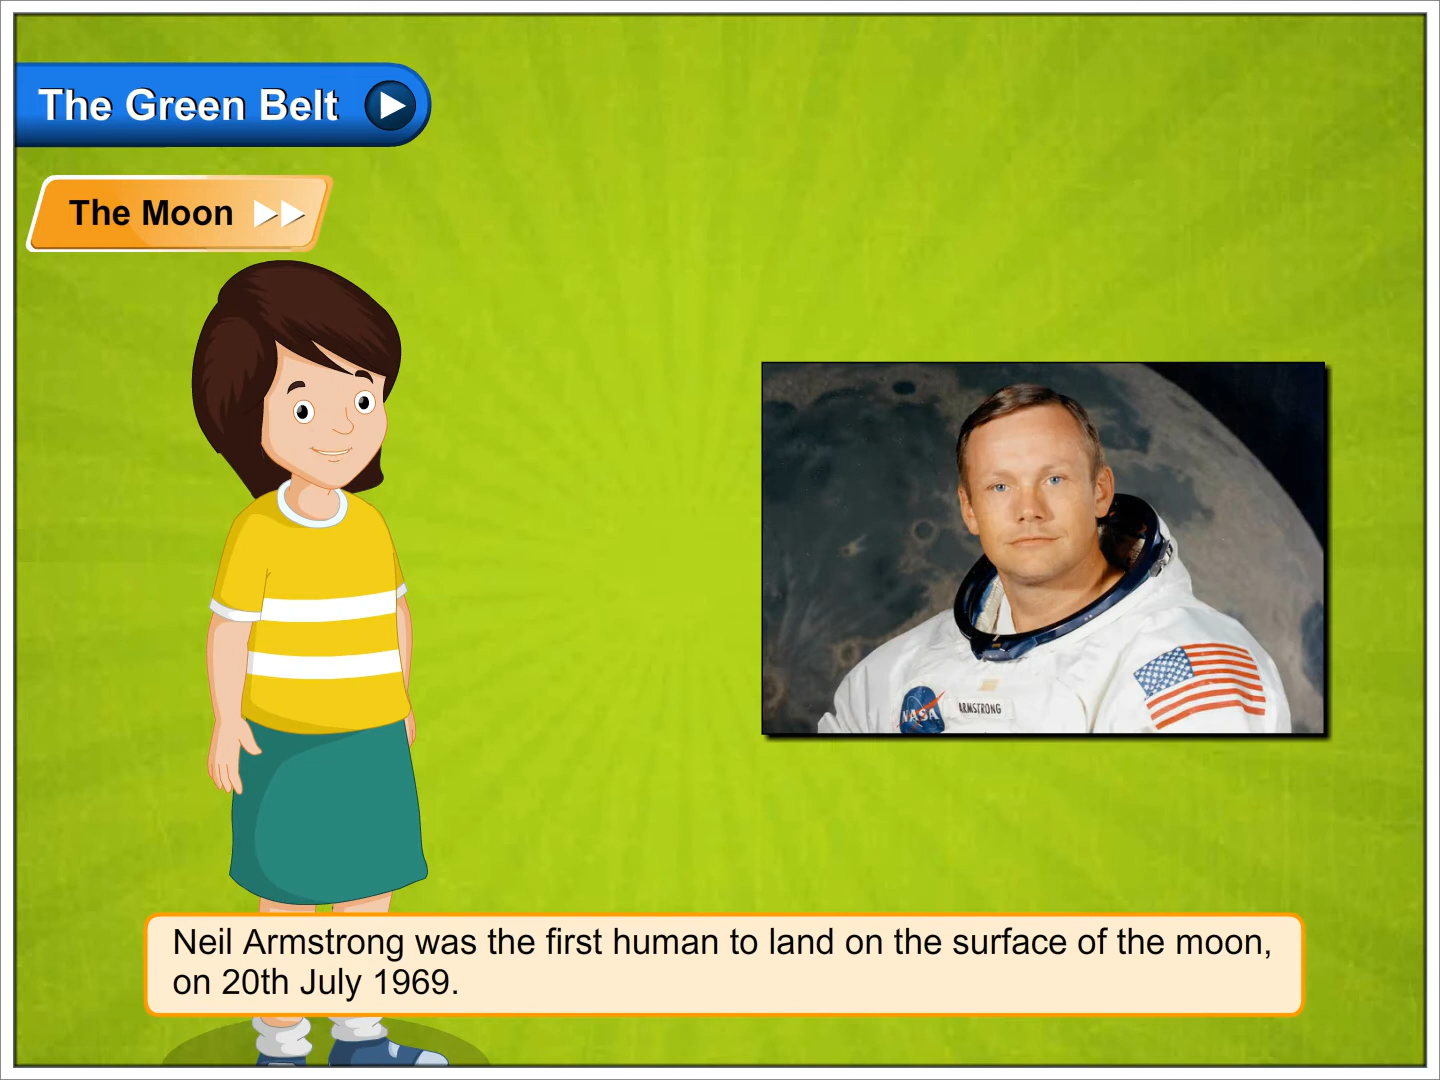 The Green Belt
The Moon
NASA
ARMSTRONG
Neil Armstrong was the first human to land on the surface of the moon,
on 20th July 1969.